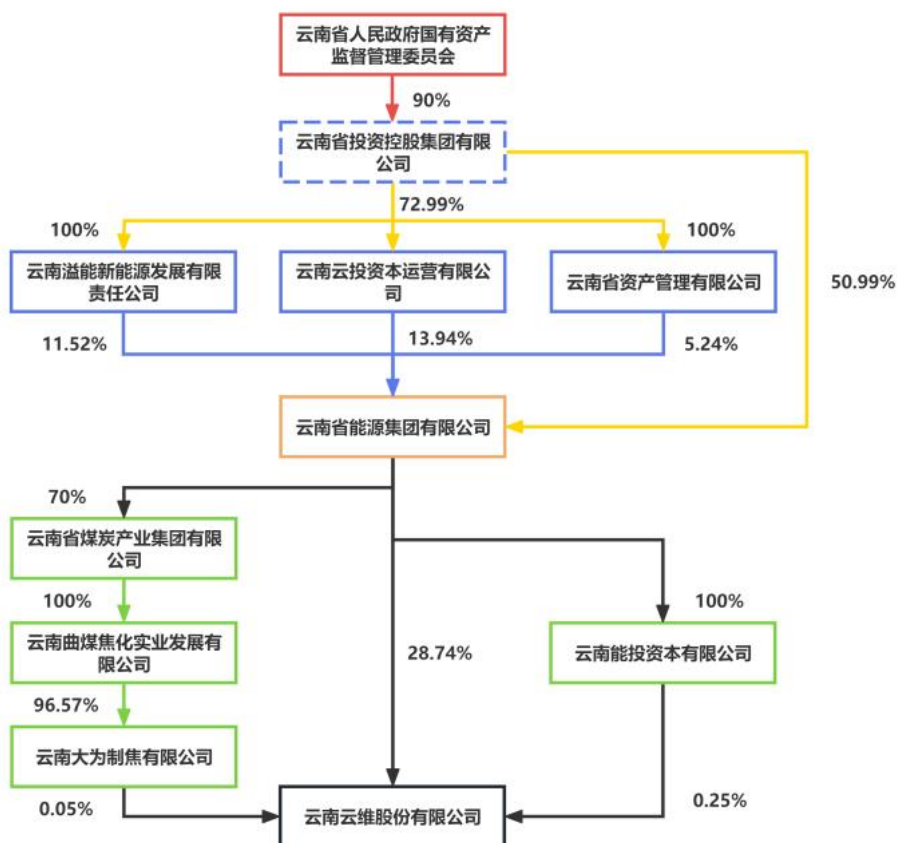 云南省人民政府国有资产
监督管理委员会
90%
云南省投资控股集团有限
公司
72.99%
100%
100%
云南溢能新能源发展有限
责任公司
云南云投资本运营有限公
司
云南省资产管理有限公司
50.99%
11.52%
13.94%
5.24%
云南省能源集团有限公司
70%
云南省煤炭产业集团有限
公司
100%
100%
云南曲煤焦化实业发展有
限公司
28.74%
云南能投资本有限公司
96.57%
云南大为制焦有限公司
0.05%
云南云维股份有限公司
0.25%